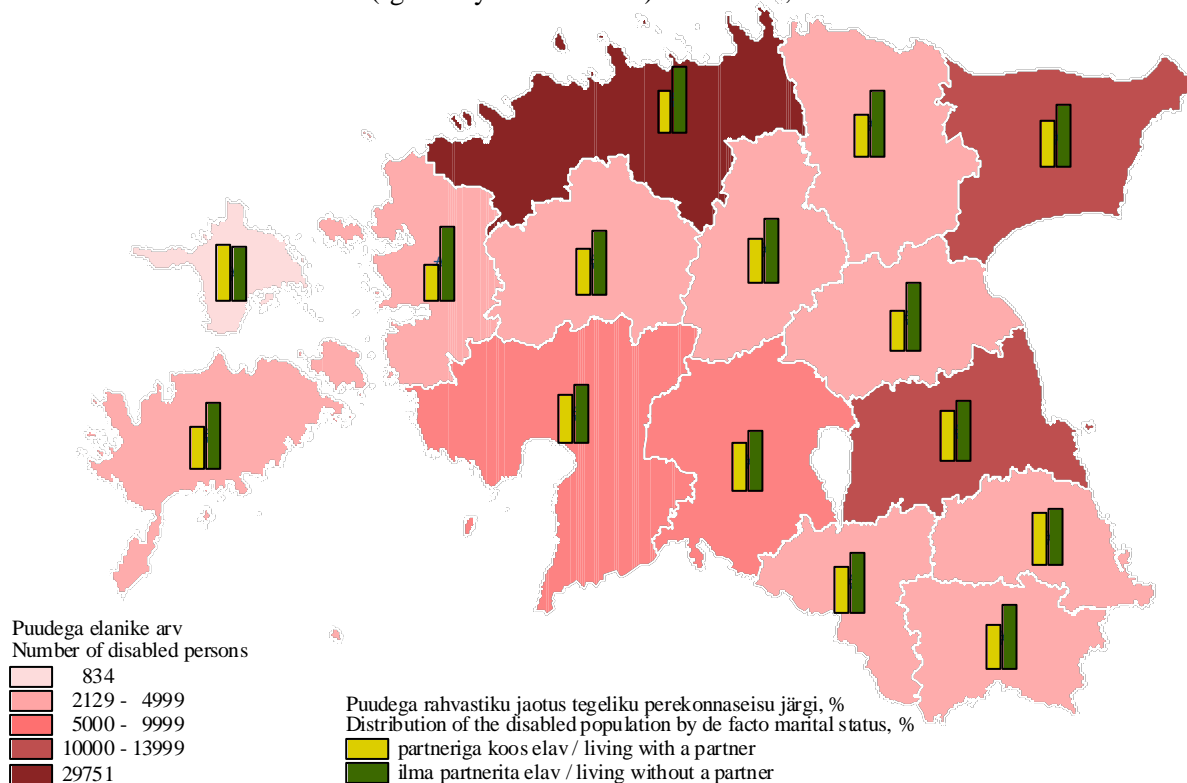 Puudega elanike arv
Number of disabled persons
834
2129 - 4999
5000 - 9999
10000 - 13999
29751
Puudega rahvastiku jaotus tegeliku perekonnaseisu järgi, %
Distribution of the disabled population by de facto marital status, %
partneriga koos elav / living with a partner
ilma partnerita elav / living without a partner